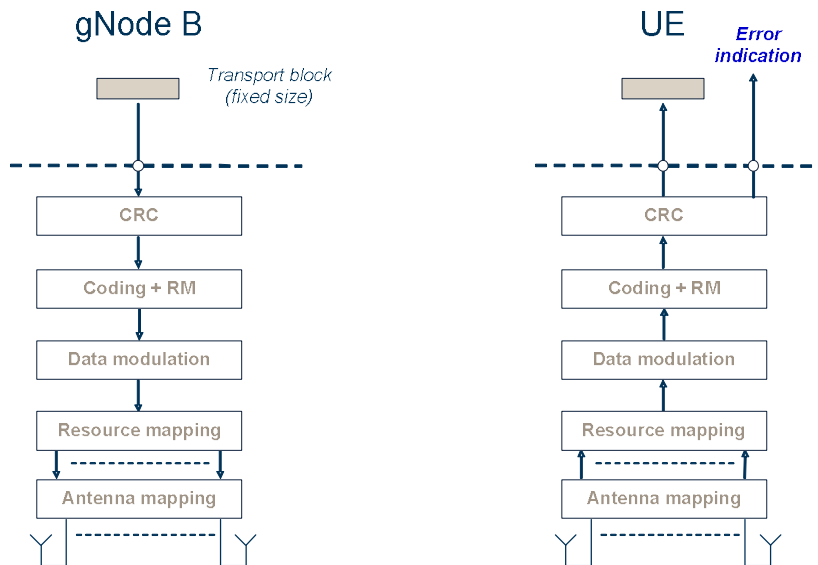 gNode B
Transport block
(fixed size)
CRC
Coding + RM
Data modulation
Resource mapping
Antenna mapping
UE
Error
indication
CRC
Coding + RM
Data modulation
Resource mapping
Antenna mapping